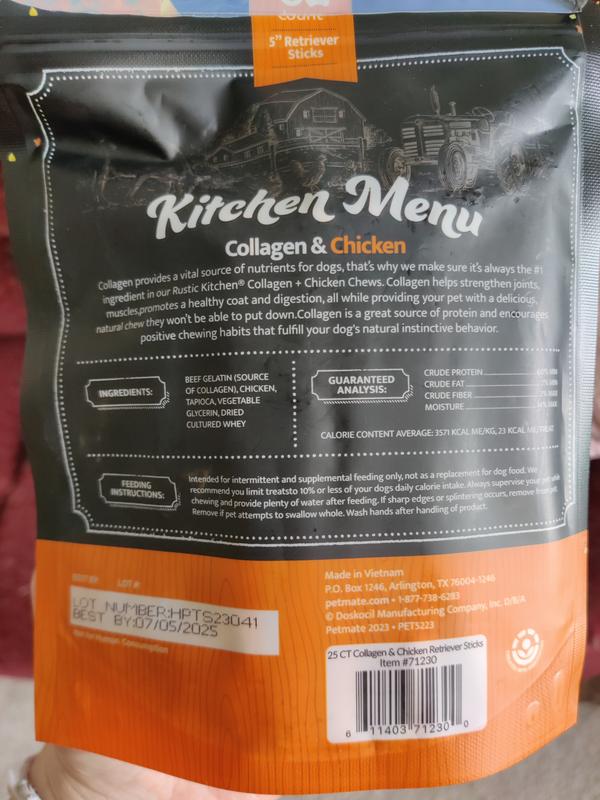 Count
5" Retriever
Sticks
Kitchen Menu
Collagen & Chicken
Collagen provides a vital source of nutrients for dogs, that's why we make sure it's always the #1
ingredient in our Rustic Kitchen® Collagen + Chicken Chews. Collagen helps strengthen joints,
muscles,promotes a healthy coat and digestion, all while providing your pet with a delicious,
natural chew they won't be able to put down.Collagen is a great source of protein and encourages
positive chewing habits that fulfill your dog's natural instinctive behavior.
INGREDIENTS:
BEEF GELATIN (SOURCE
OF COLLAGEN), CHICKEN,
TAPIOCA, VEGETABLE
GLYCERIN, DRIED
CULTURED WHEY
GUARANTEED
ANALYSIS:
CRUDE PROTEIN 60% MIN
CRUDE FAT MIN
CRUDE FIBER MAX
MOISTURE 14% MAX
CALORIE CONTENT AVERAGE: 3571 KCAL ME/KG, 23 KCAL ME/TREAT
FEEDING
INSTRUCTIONS:
Intended for intermittent and supplemental feeding only, not as a replacement for dog food. We
recommend you limit treatsto 10% or less of your dogs daily calorie intake. Always supervise your pet while
chewing and provide plenty of water after feeding. If sharp edges or splintering occurs, remove from pet.
Remove if pet attempts to swallow whole. Wash hands after handling of product.
BEST BY: LOT #:
LOT NUMBER:HPTS23041
BEST BY:07/05/2025
Not for Human Consumption
Made in Vietnam
P.O. Box 1246, Arlington, TX 76004-1246
petmate.com • 1-877-738-6283
© Doskocil Manufacturing Company, Inc. D/B/A
Petmate 2023 • PET5223
25 CT Collagen & Chicken Retriever Sticks
Item #71230
6 11403 71230 0